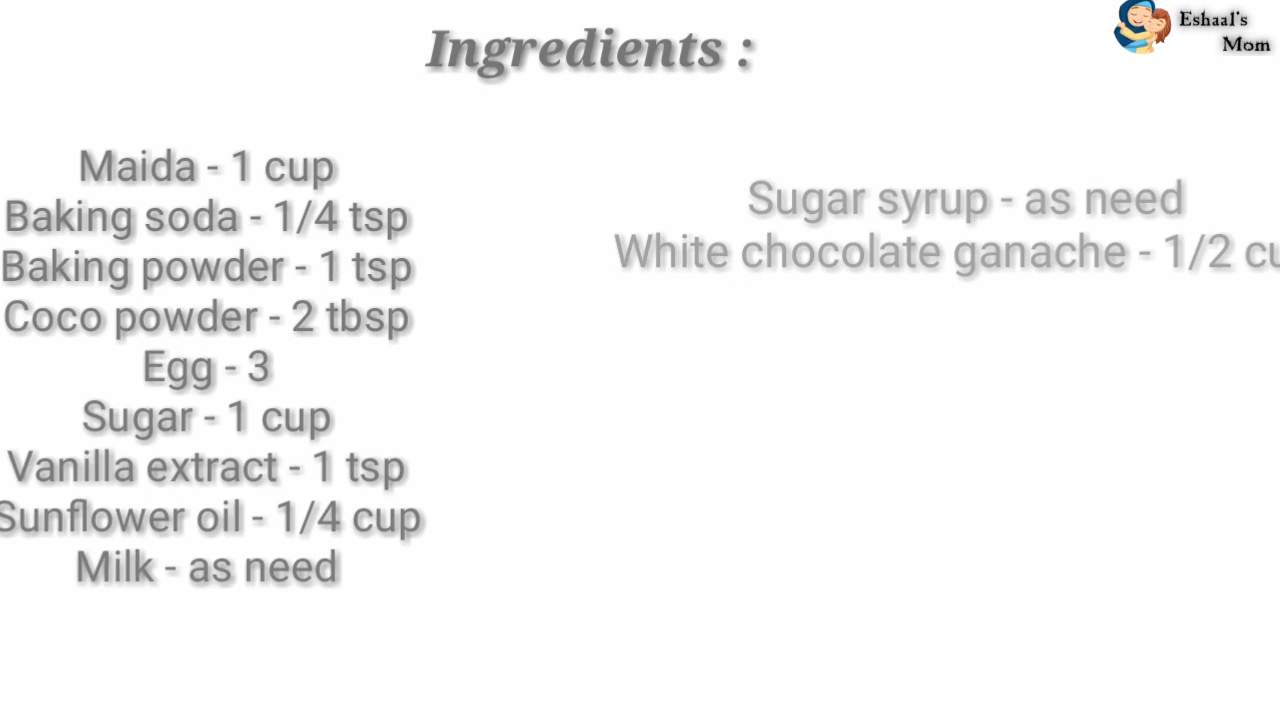 Eshaal's
Mom
Ingredients :
Maida - 1 cup
Baking soda - 1/4 tsp
Baking powder - 1 tsp
Coco powder - 2 tbsp
Egg - 3
Sugar - 1 cup
Vanilla extract - 1 tsp
Sunflower oil - 1/4 cup
Milk - as need
Sugar syrup - as need
White chocolate ganache - 1/2